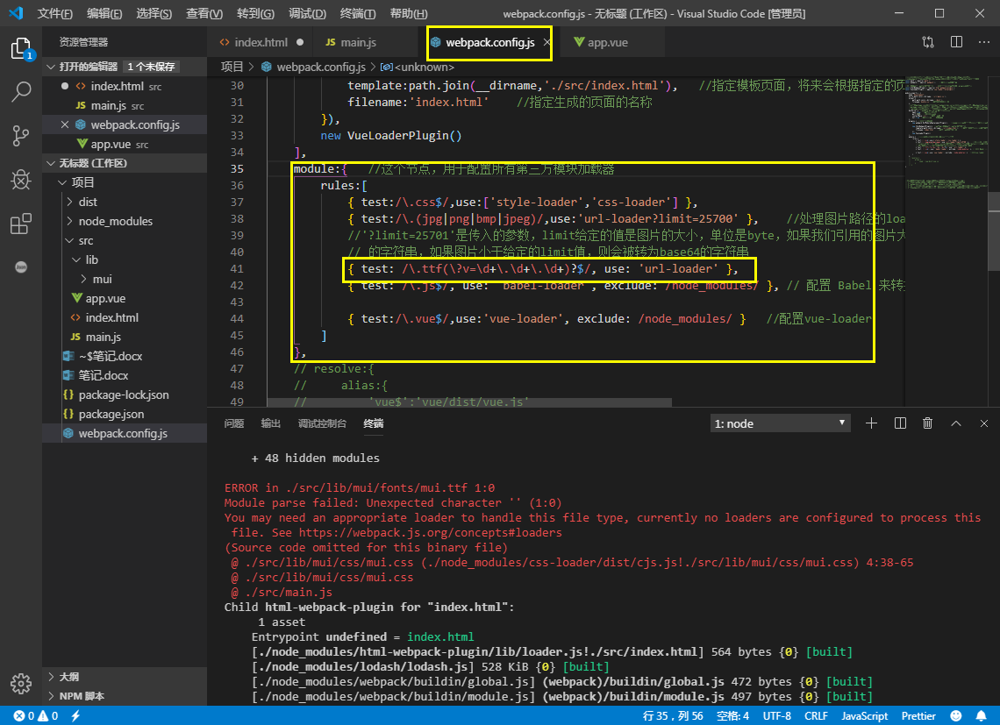 文件(F) 编辑(E) 选择(S) 查看(V) 转到(G) 调试(D) 终端(T) 帮助(H) webpack.config.js - 无标题 (工作区) - Visual Studio Code [管理员]
资源管理器
index.html
JS main.js
webpack.config.js
app.vue
1
打开的编辑器 1 个未保存
index.html src
JS main.js src
webpack.config.js
app.vue src
无标题 (工作区)
项目
dist
node_modules
src
lib
mui
app.vue
index.html
JS main.js
~$笔记.docx
笔记.docx
package-lock.json
package.json
webpack.config.js
大纲
NPM 脚本
项目 > webpack.config.js > <unknown>
30 template:path.join(__dirname,'./src/index.html'), //指定模板页面，将来会根据指定的页
31 filename:'index.html' //指定生成的页面的名称
32 }),
33 new VueLoaderPlugin()
34 ],
35 module:{ //这个节点，用于配置所有第三方模块加载器
36 rules:[
37 { test:/\.css$/,use:['style-loader','css-loader'] },
38 { test:/\.(jpg|png|bmp|jpeg)/,use:'url-loader?limit=25700' }, //处理图片路径的loa
39 //'?limit=25701'是传入的参数，limit给定的值是图片的大小，单位是byte，如果我们引用的图片大
40 // 的字符串，如果图片小于给定的limit值，则会被转为base64的字符串
41 { test: /\.ttf(\?v=\d+\.\d+\.\d+)?$/, use: 'url-loader' },
42 { test: /\.js$/, use: 'babel-loader', exclude: /node_modules/ }, // 配置 Babel 来转
43
44 { test:/\.vue$/,use:'vue-loader', exclude: /node_modules/ } //配置vue-loader
45 ]
46 },
47 // resolve:{
48 // alias:{
49 // 'vue$':'vue/dist/vue.js'
问题 输出 调试控制台 终端 1: node
+ 48 hidden modules
ERROR in ./src/lib/mui/fonts/mui.ttf 1:0
Module parse failed: Unexpected character '' (1:0)
You may need an appropriate loader to handle this file type, currently no loaders are configured to process this
file. See https://webpack.js.org/concepts#loaders
(Source code omitted for this binary file)
@ ./src/lib/mui/css/mui.css (./node_modules/css-loader/dist/cjs.js!./src/lib/mui/css/mui.css) 4:38-65
@ ./src/lib/mui/css/mui.css
@ ./src/main.js
Child html-webpack-plugin for "index.html":
1 asset
Entrypoint undefined = index.html
[./node_modules/html-webpack-plugin/lib/loader.js!./src/index.html] 564 bytes {0} [built]
[./node_modules/lodash/lodash.js] 528 KiB {0} [built]
[./node_modules/webpack/buildin/global.js] (webpack)/buildin/global.js 472 bytes {0} [built]
[./node_modules/webpack/buildin/module.js] (webpack)/buildin/module.js 497 bytes {0} [built]
0 0 行 35，列 56 空格: 4 UTF-8 CRLF JavaScript Prettier